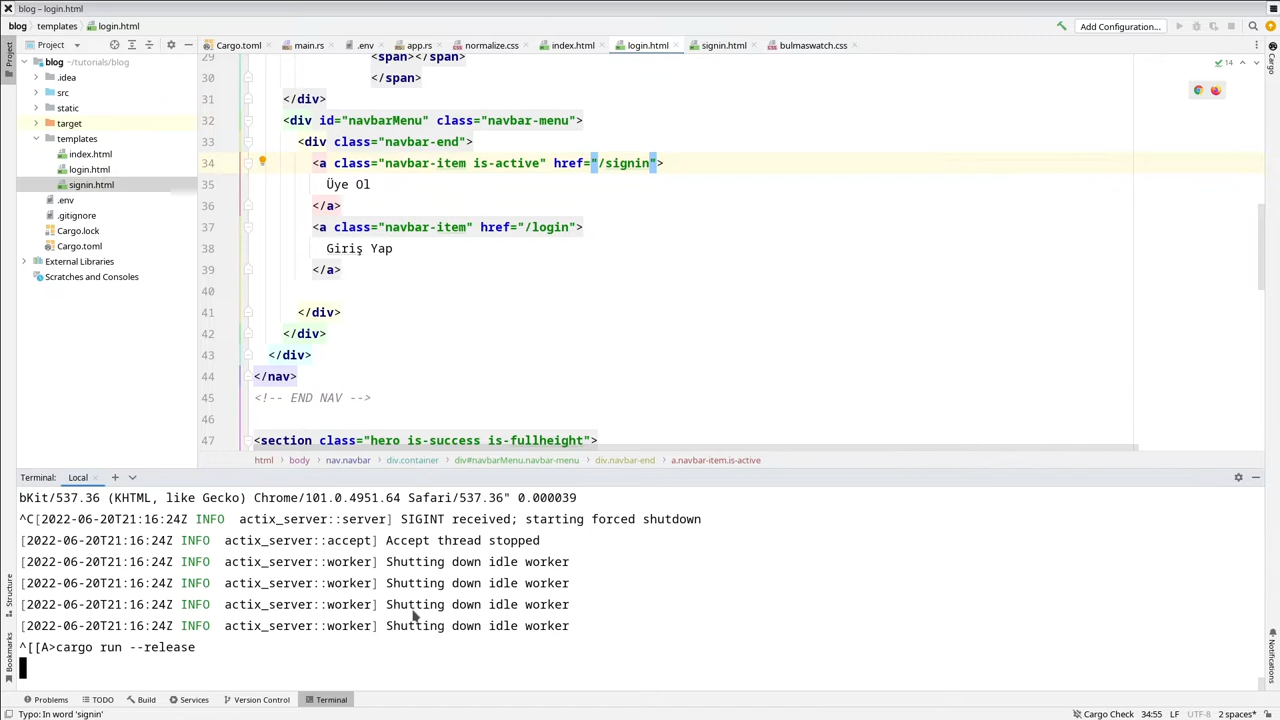 blog – login.html
blog templates login.html
Add Configuration...
Project
Cargo.toml main.rs .env app.rs normalize.css index.html login.html signin.html bulmaswatch.css
Project
Cargo
blog ~/tutorials/blog
.idea
src
static
target
templates
index.html
login.html
signin.html
.env
.gitignore
Cargo.lock
Cargo.toml
External Libraries
Scratches and Consoles
14
29 <span></span>
30 </span>
31 </div>
32 <div id="navbarMenu" class="navbar-menu">
33 <div class="navbar-end">
34 <a class="navbar-item is-active" href="/signin">
35 Üye Ol
36 </a>
37 <a class="navbar-item" href="/login">
38 Giriş Yap
39 </a>
40
41 </div>
42 </div>
43 </div>
44 </nav>
45 <!-- END NAV -->
46
47 <section class="hero is-success is-fullheight">
html body nav.navbar div.container div#navbarMenu.navbar-menu div.navbar-end a.navbar-item.is-active
Terminal: Local
bKit/537.36 (KHTML, like Gecko) Chrome/101.0.4951.64 Safari/537.36" 0.000039
^C[2022-06-20T21:16:24Z INFO actix_server::server] SIGINT received; starting forced shutdown
[2022-06-20T21:16:24Z INFO actix_server::accept] Accept thread stopped
[2022-06-20T21:16:24Z INFO actix_server::worker] Shutting down idle worker
[2022-06-20T21:16:24Z INFO actix_server::worker] Shutting down idle worker
[2022-06-20T21:16:24Z INFO actix_server::worker] Shutting down idle worker
[2022-06-20T21:16:24Z INFO actix_server::worker] Shutting down idle worker
^[[A>cargo run --release
Structure
Bookmarks
Notifications
Problems TODO Build Services Version Control Terminal
Typo: In word 'signin'
Cargo Check 34:55 LF UTF-8 2 spaces*